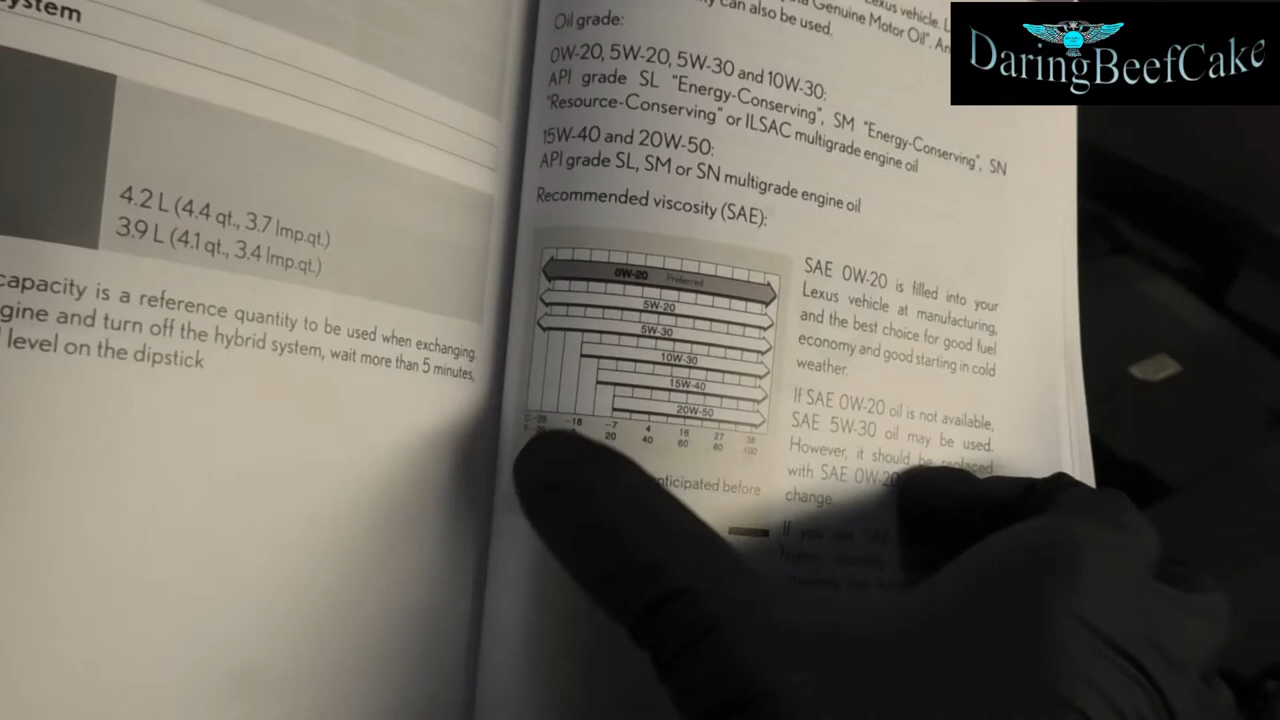 ystem
4.2 L (4.4 qt., 3.7 Imp.qt.)
3.9 L (4.1 qt., 3.4 Imp.qt.)
capacity is a reference quantity to be used when exchanging.
gine and turn off the hybrid system, wait more than 5 minutes,
level on the dipstick
Lexus vehicle.
Genuine Motor Oil".
can also be used.
Oil grade:
0W-20, 5W-20, 5W-30 and 10W-30:
API grade SL "Energy-Conserving", SM "Energy-Conserving", SN
"Resource-Conserving" or ILSAC multigrade engine oil
15W-40 and 20W-50:
API grade SL, SM or SN multigrade engine oil
Recommended viscosity (SAE):
0W-20 Preferred
5W-20
5W-30
10W-30
15W-40
20W-50
-18 -7 4 16 27 38
20 40 60 80 100
nticipated before
SAE 0W-20 is filled into your
Lexus vehicle at manufacturing,
and the best choice for good fuel
economy and good starting in cold
weather.
If SAE 0W-20 oil is not available,
SAE 5W-30 oil may be used.
However, it should be replaced
with SAE 0W-20
change.
If you use SAE
higher viscosity
DaringBeefCake